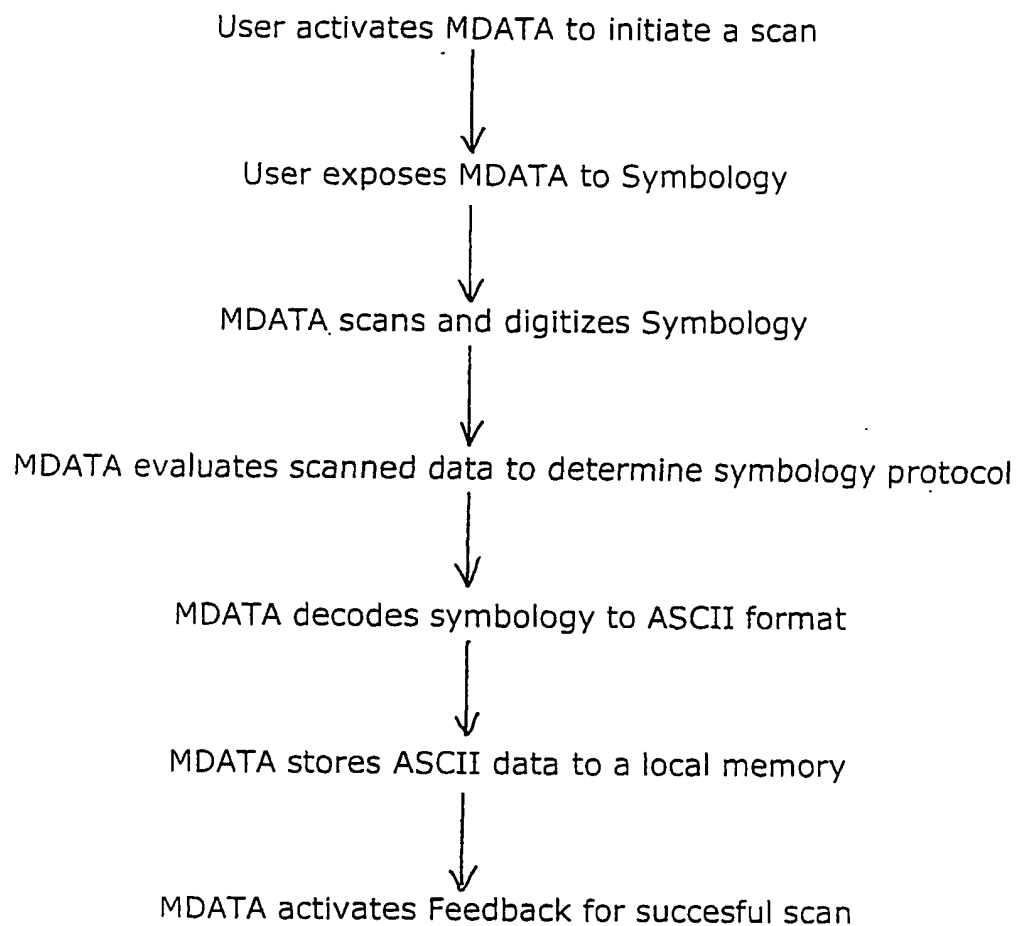 User activates MDATA to initiate a scan
User exposes MDATA to Symbology
MDATA scans and digitizes Symbology
MDATA evaluates scanned data to determine symbology protocol
MDATA decodes symbology to ASCII format
MDATA stores ASCII data to a local memory
MDATA activates Feedback for succesful scan